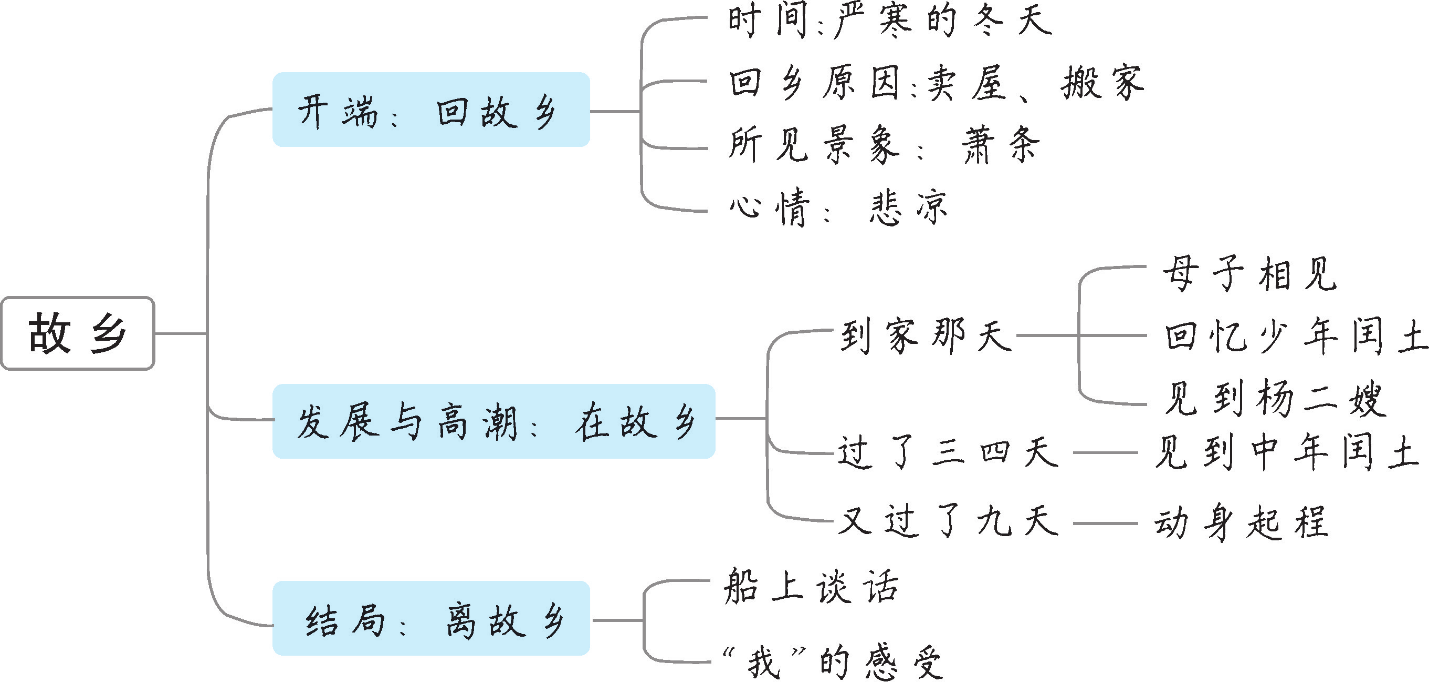 故乡
开端：回故乡
时间：严寒的冬天
回乡原因：卖屋、搬家
所见景象：萧条
心情：悲凉
发展与高潮：在故乡
到家那天
母子相见
回忆少年闰土
见到杨二嫂
过了三四天
见到中年闰土
又过了九天
动身起程
结局：离故乡
船上谈话
“我”的感受